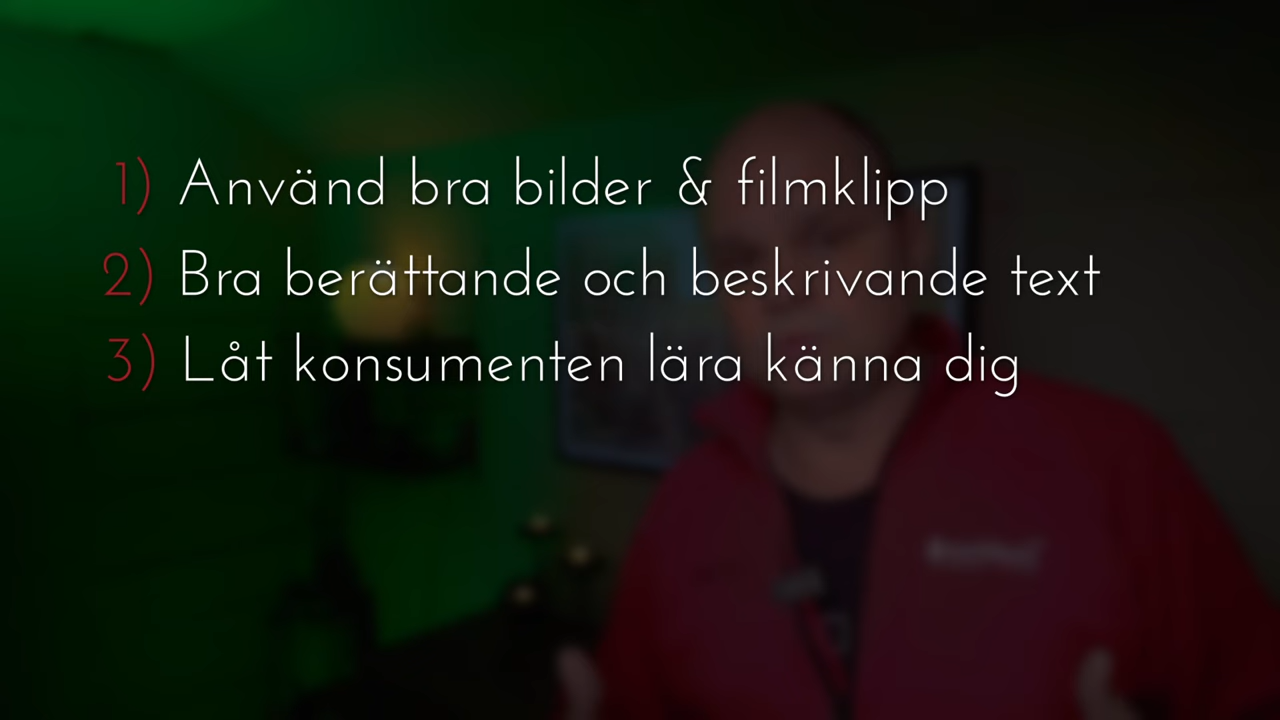 1) Använd bra bilder & filmklipp
2) Bra berättande och beskrivande text
3) Låt konsumenten lära känna dig